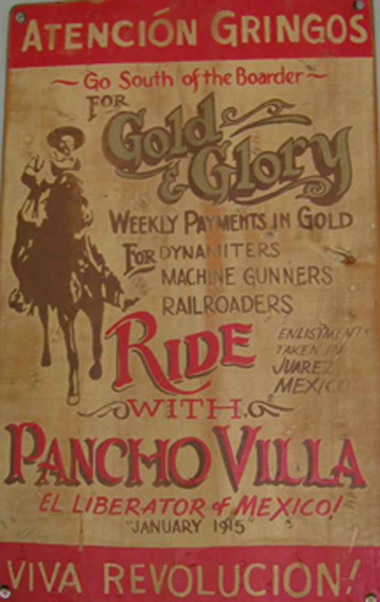 ATENCIÓN GRINGOS
~ Go South of the Boarder ~
FOR
Gold
& Glory
WEEKLY PAYMENTS IN GOLD
FOR DYNAMITERS
MACHINE GUNNERS
RAILROADERS
RIDE
ENLISTMENTS
TAKEN IN
JUAREZ,
MEXICO
WITH
PANCHO VILLA
EL LIBERATOR of MEXICO!
"JANUARY 1915"
VIVA REVOLUCION!